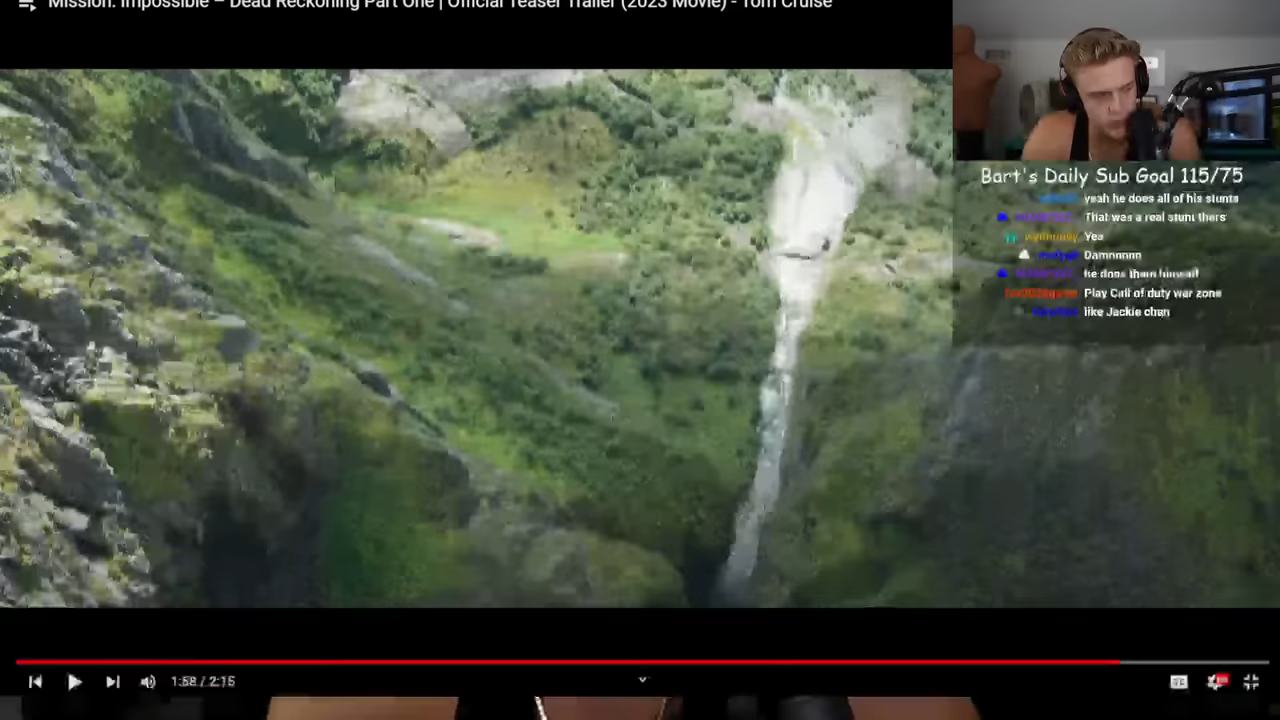 Mission: Impossible – Dead Reckoning Part One | Official Teaser Trailer (2023 Movie) - Tom Cruise
Bart's Daily Sub Goal 115/75
yeah he does all of his stunts
That was a real stunt thers
Yea
Damnnnnn
he does them himself
Play Call of duty war zone
like Jackie chan
1:58 / 2:15